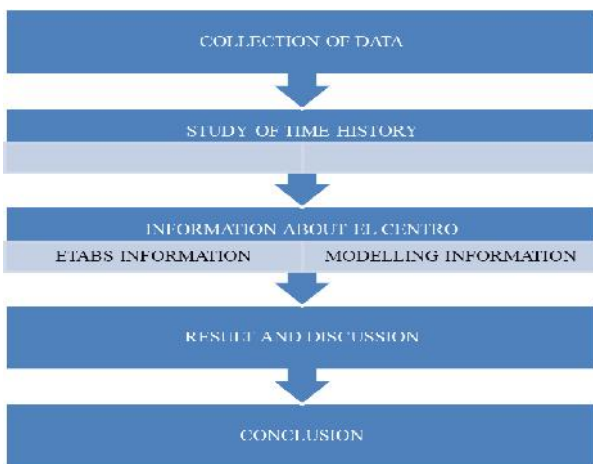 COLLECTION OF DATA
STUDY OF TIME HISTORY
INFORMATION ABOUT EL CENTRO
ETABS INFORMATION
MODELLING INFORMATION
RESULT AND DISCUSSION
CONCLUSION